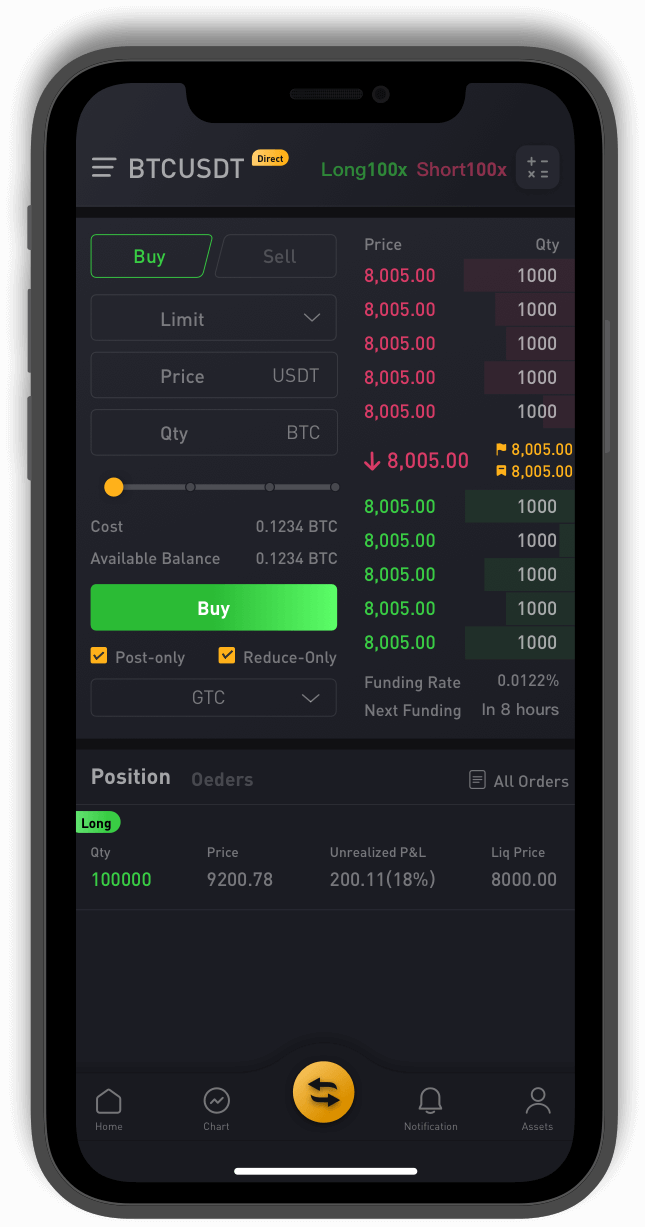 BTCUSDT Direct Long100x Short100x
Buy Sell
Limit
Price USDT
Qty BTC
Cost 0.1234 BTC
Available Balance 0.1234 BTC
Buy
Post-only Reduce-Only
GTC
Price Qty
8,005.00 1000
8,005.00 1000
8,005.00 1000
8,005.00 1000
8,005.00 1000
8,005.00 8,005.00
8,005.00
8,005.00 1000
8,005.00 1000
8,005.00 1000
8,005.00 1000
8,005.00 1000
Funding Rate 0.0122%
Next Funding In 8 hours
Position Oeders All Orders
Long
Qty Price Unrealized P&L Liq Price
100000 9200.78 200.11(18%) 8000.00
Home Chart Notification Assets